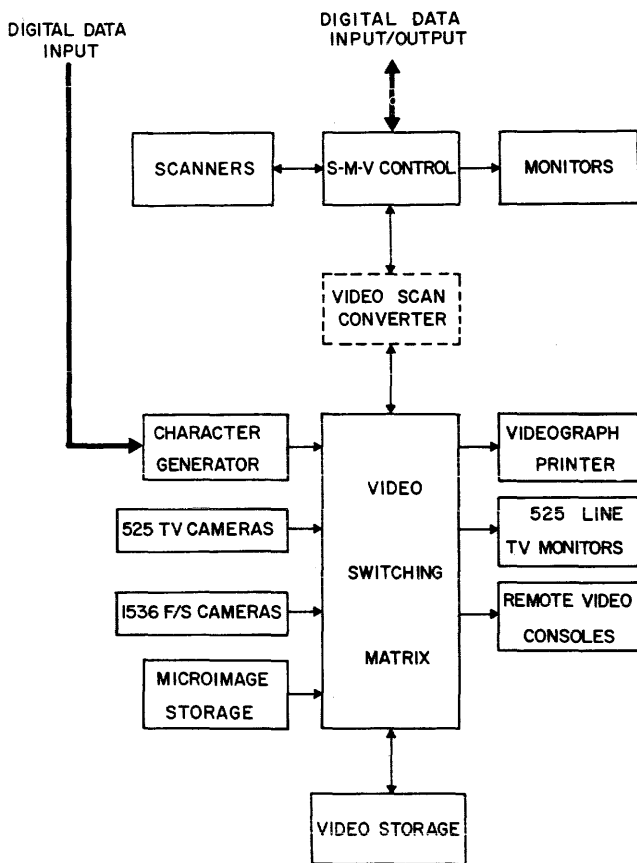 DIGITAL DATA
INPUT
DIGITAL DATA
INPUT/OUTPUT
SCANNERS
S-M-V CONTROL
MONITORS
VIDEO SCAN
CONVERTER
CHARACTER
GENERATOR
525 TV CAMERAS
1536 F/S CAMERAS
MICROIMAGE
STORAGE
VIDEO
SWITCHING
MATRIX
VIDEOGRAPH
PRINTER
525 LINE
TV MONITORS
REMOTE VIDEO
CONSOLES
VIDEO STORAGE